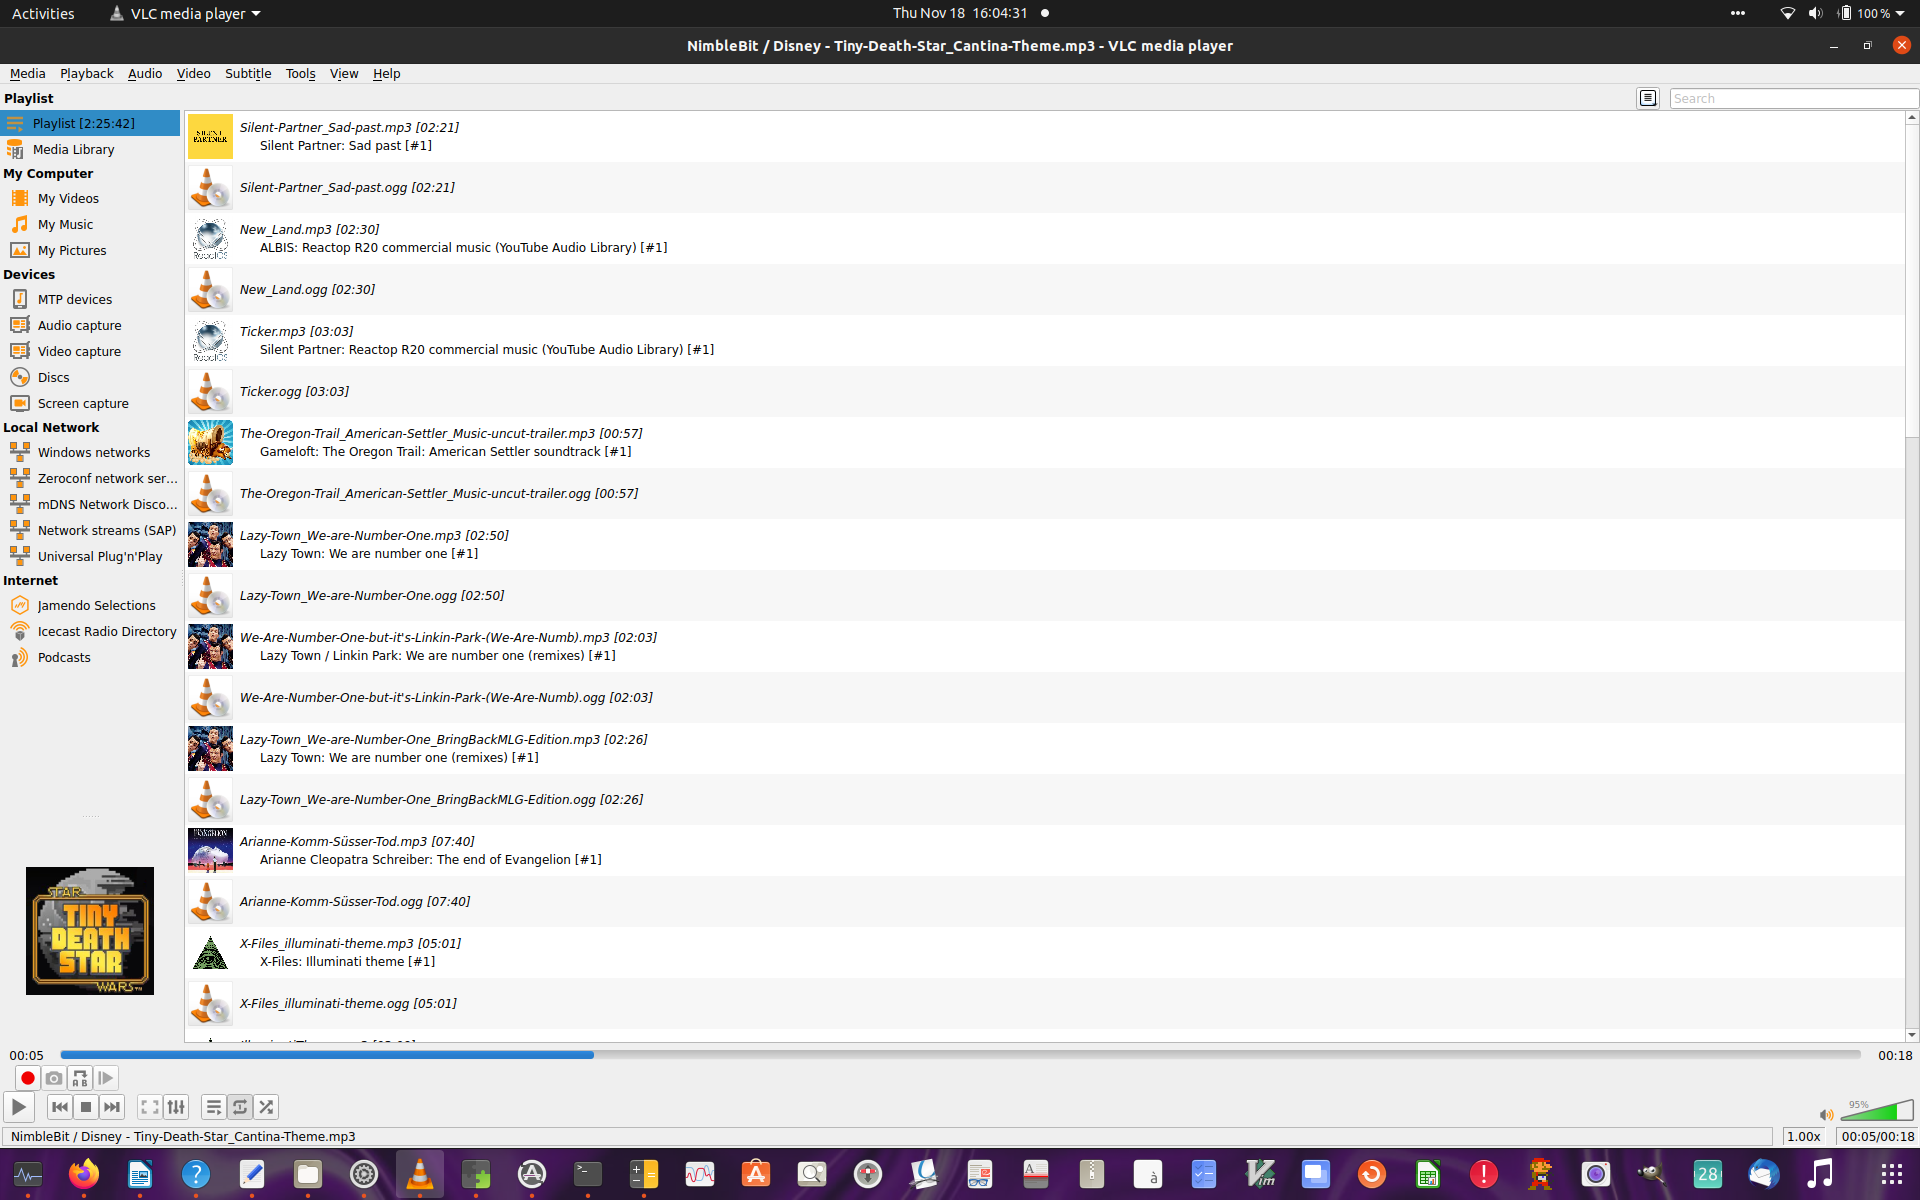 Activities
VLC media player
Thu Nov 18 16:04:31
100 %
NimbleBit / Disney - Tiny-Death-Star_Cantina-Theme.mp3 - VLC media player
Media Playback Audio Video Subtitle Tools View Help
Playlist
Search
Playlist [2:25:42]
Media Library
My Computer
My Videos
My Music
My Pictures
Devices
MTP devices
Audio capture
Video capture
Discs
Screen capture
Local Network
Windows networks
Zeroconf network ser...
mDNS Network Disco...
Network streams (SAP)
Universal Plug'n'Play
Internet
Jamendo Selections
Icecast Radio Directory
Podcasts
STAR
TINY
DEATH
STAR
WARS
SILENT
PARTNER
Silent-Partner_Sad-past.mp3 [02:21]
Silent Partner: Sad past [#1]
Silent-Partner_Sad-past.ogg [02:21]
ReactOS
New_Land.mp3 [02:30]
ALBIS: Reactop R20 commercial music (YouTube Audio Library) [#1]
New_Land.ogg [02:30]
ReactOS
Ticker.mp3 [03:03]
Silent Partner: Reactop R20 commercial music (YouTube Audio Library) [#1]
Ticker.ogg [03:03]
The-Oregon-Trail_American-Settler_Music-uncut-trailer.mp3 [00:57]
Gameloft: The Oregon Trail: American Settler soundtrack [#1]
The-Oregon-Trail_American-Settler_Music-uncut-trailer.ogg [00:57]
Lazy-Town_We-are-Number-One.mp3 [02:50]
Lazy Town: We are number one [#1]
Lazy-Town_We-are-Number-One.ogg [02:50]
We-Are-Number-One-but-it's-Linkin-Park-(We-Are-Numb).mp3 [02:03]
Lazy Town / Linkin Park: We are number one (remixes) [#1]
We-Are-Number-One-but-it's-Linkin-Park-(We-Are-Numb).ogg [02:03]
Lazy-Town_We-are-Number-One_BringBackMLG-Edition.mp3 [02:26]
Lazy Town: We are number one (remixes) [#1]
Lazy-Town_We-are-Number-One_BringBackMLG-Edition.ogg [02:26]
Arianne-Komm-Süsser-Tod.mp3 [07:40]
Arianne Cleopatra Schreiber: The end of Evangelion [#1]
Arianne-Komm-Süsser-Tod.ogg [07:40]
X-Files_illuminati-theme.mp3 [05:01]
X-Files: Illuminati theme [#1]
X-Files_illuminati-theme.ogg [05:01]
00:05
00:18
A B
95%
NimbleBit / Disney - Tiny-Death-Star_Cantina-Theme.mp3
1.00x
00:05/00:18
28